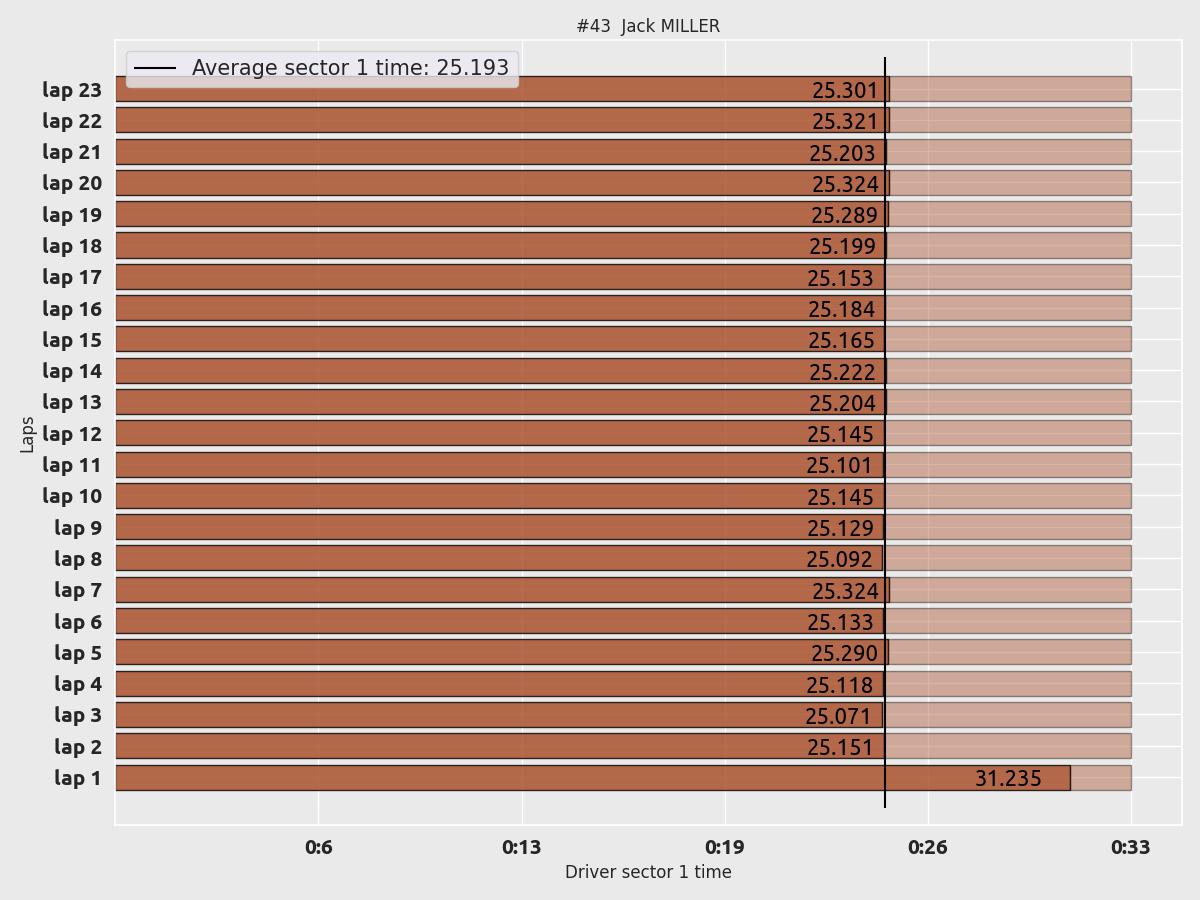 #43  Jack MILLER
Average sector 1 time: 25.193
lap 23 25.301
lap 22 25.321
lap 21 25.203
lap 20 25.324
lap 19 25.289
lap 18 25.199
lap 17 25.153
lap 16 25.184
lap 15 25.165
lap 14 25.222
lap 13 25.204
lap 12 25.145
lap 11 25.101
lap 10 25.145
lap 9 25.129
lap 8 25.092
lap 7 25.324
lap 6 25.133
lap 5 25.290
lap 4 25.118
lap 3 25.071
lap 2 25.151
lap 1 31.235
Laps
0:6 0:13 0:19 0:26 0:33
Driver sector 1 time